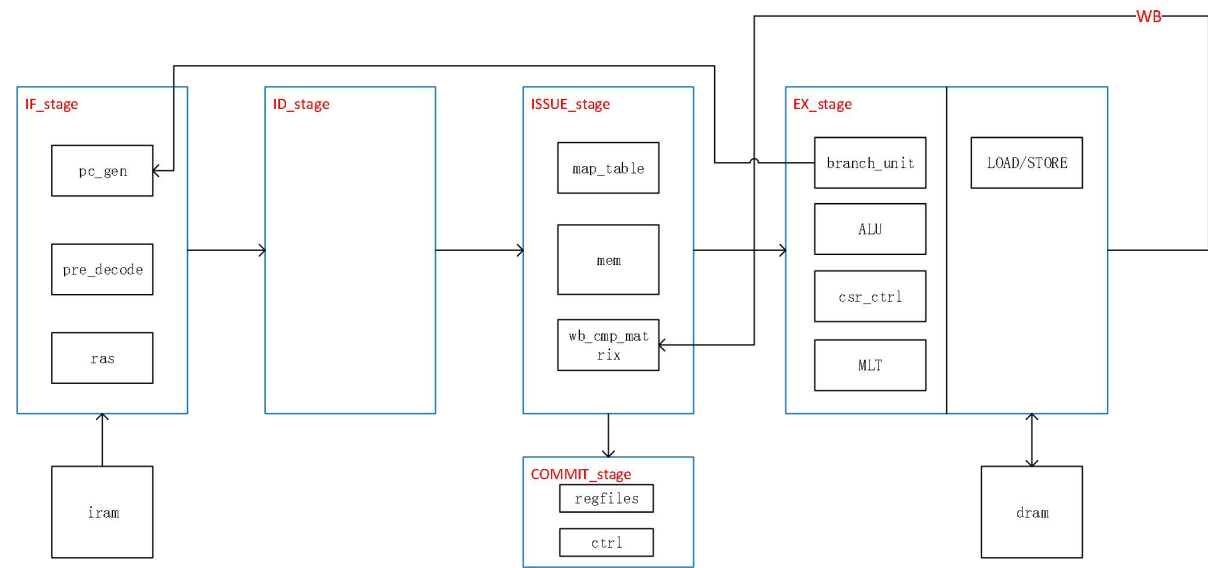 WB
IF_stage
pc_gen
pre_decode
ras
iram
ID_stage
ISSUE_stage
map_table
mem
wb_cmp_mat
rix
COMMIT_stage
regfiles
ctrl
EX_stage
branch_unit
ALU
csr_ctrl
MLT
LOAD/STORE
dram